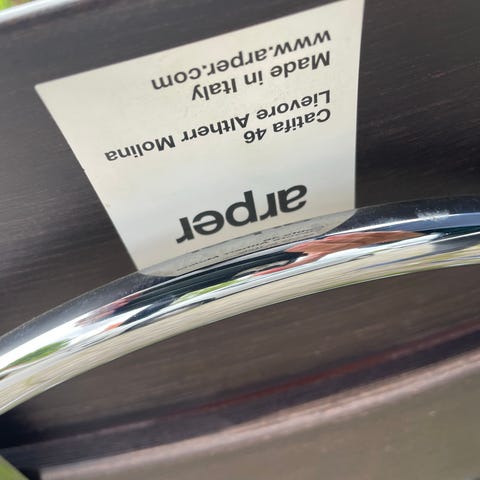 arper
Catifa 46
Lievore Altherr Molina
Made in Italy
www.arper.com